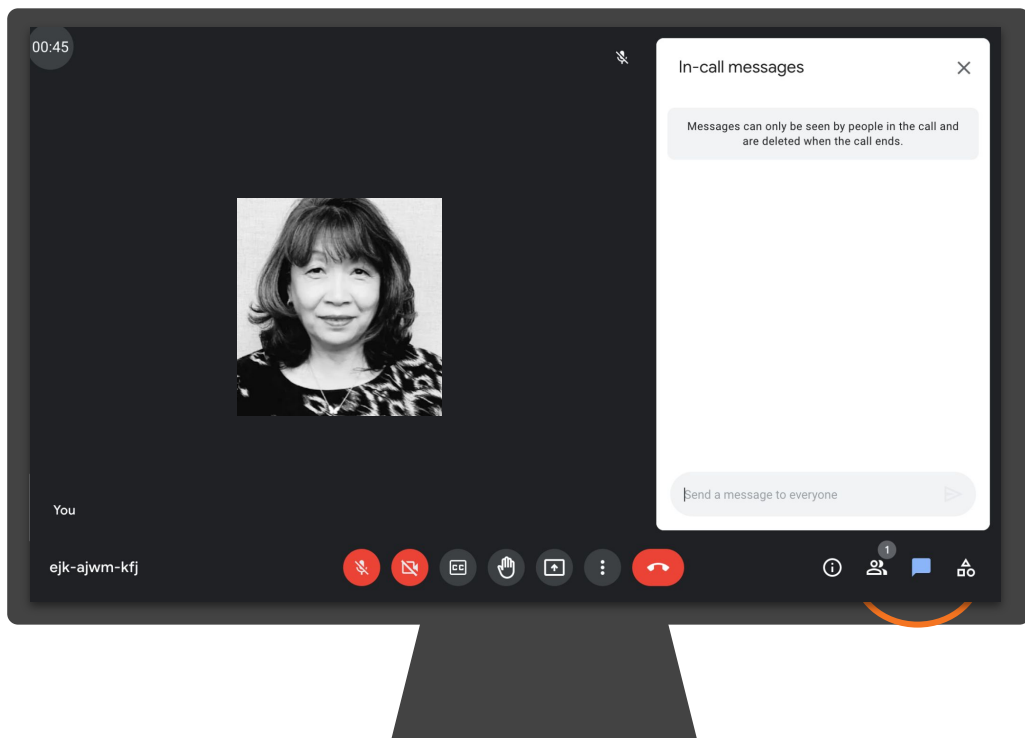 00:45
In-call messages
Messages can only be seen by people in the call and
are deleted when the call ends.
Send a message to everyone
You
ejk-ajwm-kfj
CC
1